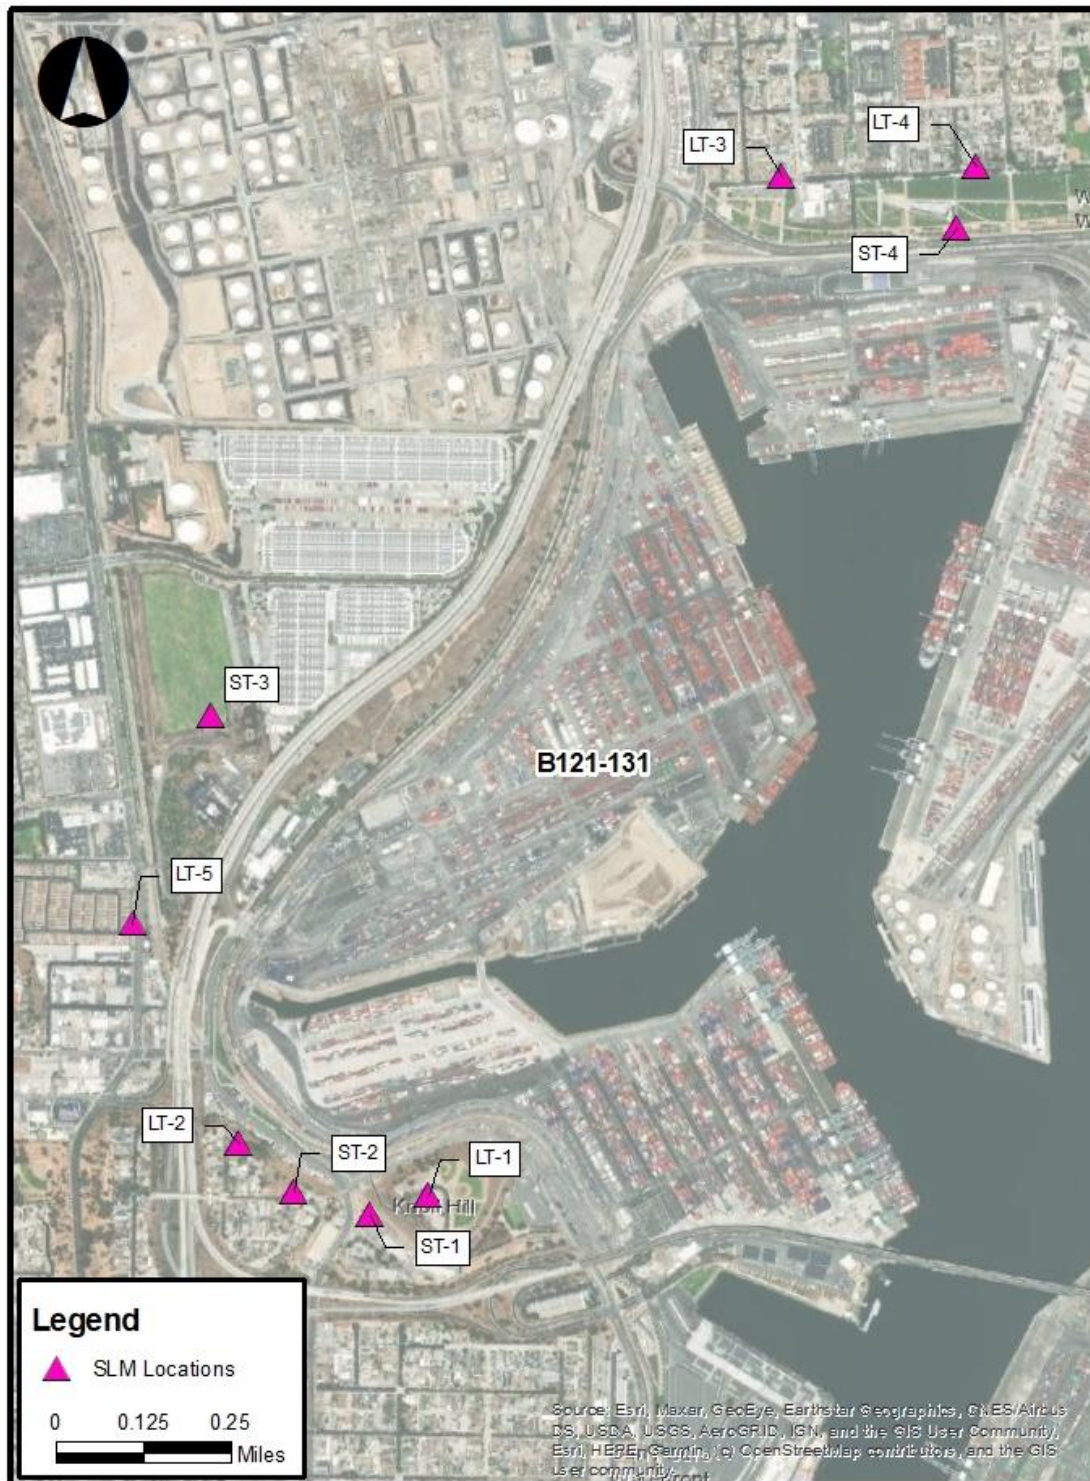 LT-3
LT-4
ST-4
ST-3
B121-131
LT-5
LT-2
ST-2
LT-1
Knoll Hill
ST-1
Legend
SLM Locations
0 0.125 0.25
Miles
Source: Esri, Maxar, GeoEye, Earthstar Geographics, CNES/Airbus
DS, USDA, USGS, AeroGRID, IGN, and the GIS User Community,
Esri, HERE, Garmin, (c) OpenStreetMap contributors, and the GIS
user community